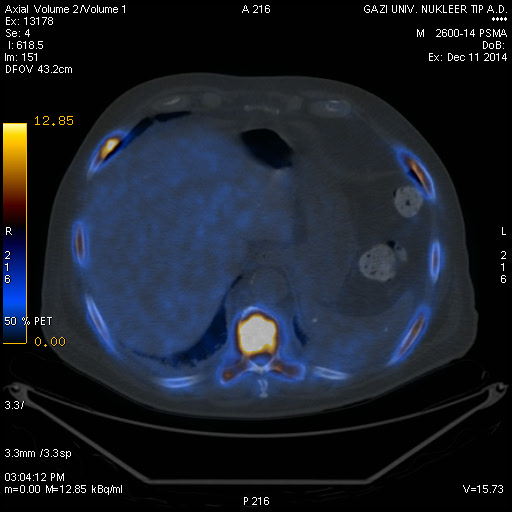 Axial Volume 2/Volume 1
Ex: 13178
Se: 4
I: 618.5
Im: 151
DFOV 43.2cm
A 216
GAZI UNIV. NUKLEER TIP A.D.
****
M 2600-14 PSMA
DoB:
Ex: Dec 11 2014
12.85
R
2
1
6
L
2
1
6
50 % PET
0.00
3.3/
3.3mm /3.3sp
03:04:12 PM
m=0.00 M=12.85 kBq/ml
P 216
V=15.73